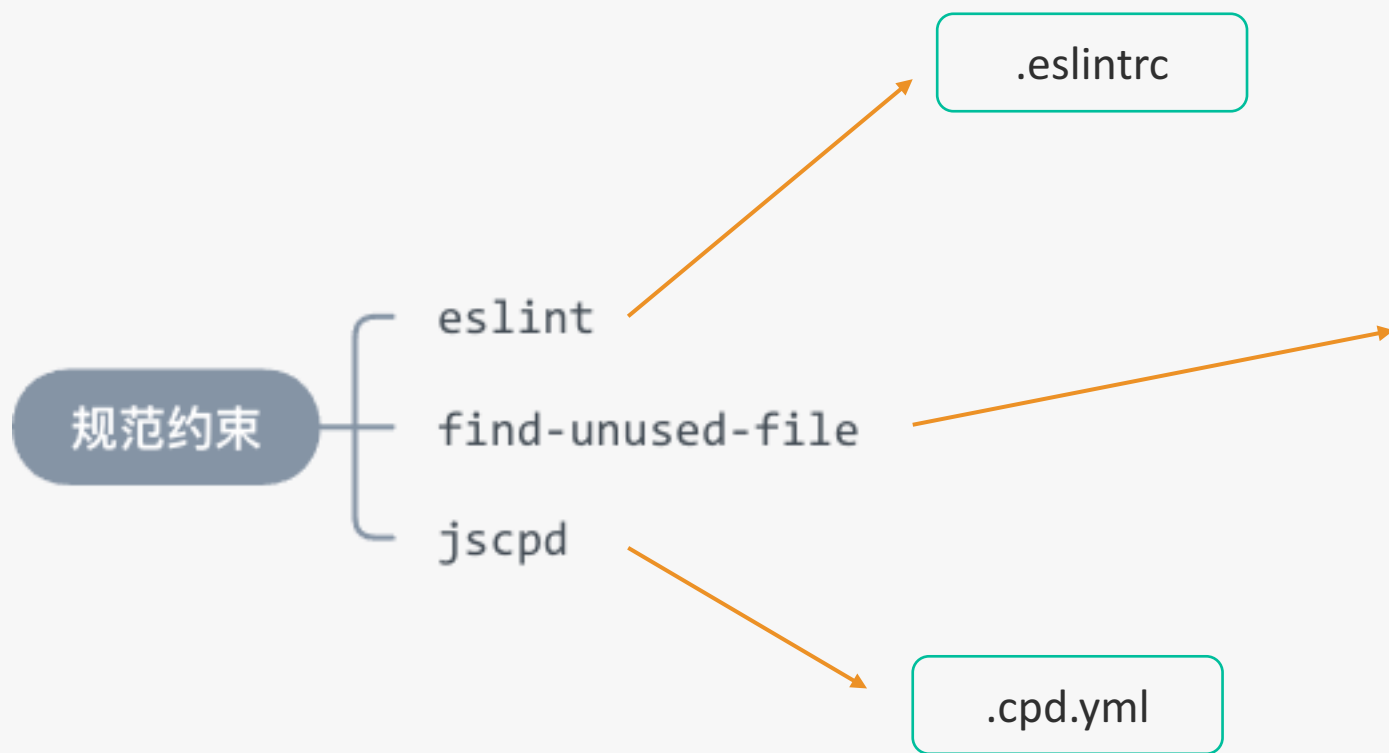 .eslintrc
eslint
规范约束
find-unused-file
jscpd
.cpd.yml